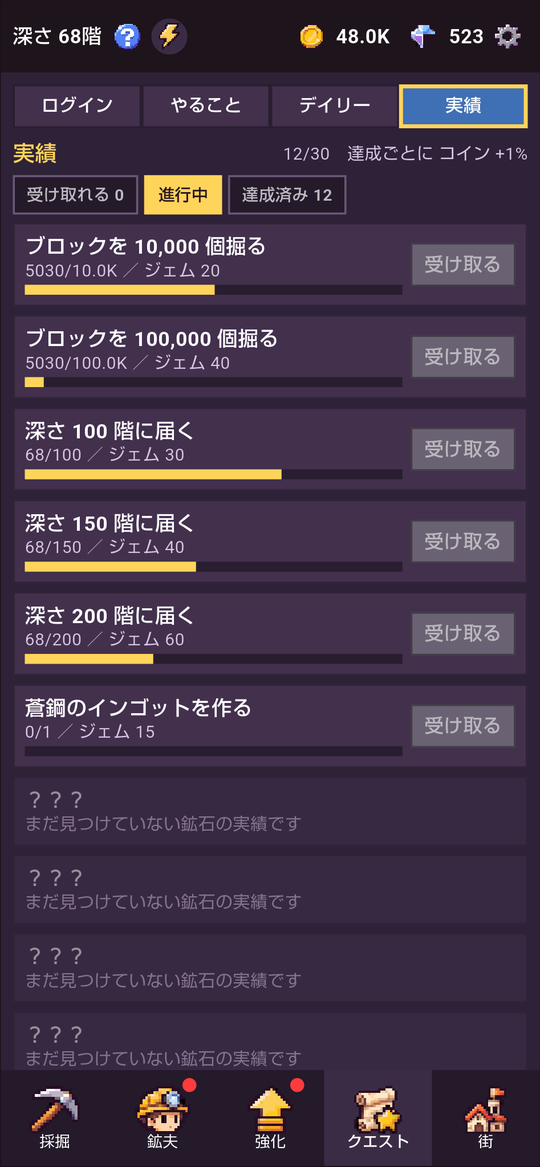 深さ 68階
?
48.0K
523
ログイン
やること
デイリー
実績
実績
12/30 達成ごとに コイン +1%
受け取れる 0
進行中
達成済み 12
ブロックを 10,000 個掘る
5030/10.0K ／ ジェム 20
受け取る
ブロックを 100,000 個掘る
5030/100.0K ／ ジェム 40
受け取る
深さ 100 階に届く
68/100 ／ ジェム 30
受け取る
深さ 150 階に届く
68/150 ／ ジェム 40
受け取る
深さ 200 階に届く
68/200 ／ ジェム 60
受け取る
蒼鋼のインゴットを作る
0/1 ／ ジェム 15
受け取る
？？？
まだ見つけていない鉱石の実績です
？？？
まだ見つけていない鉱石の実績です
？？？
まだ見つけていない鉱石の実績です
？？？
まだ見つけていない鉱石の実績です
採掘
鉱夫
強化
クエスト
街